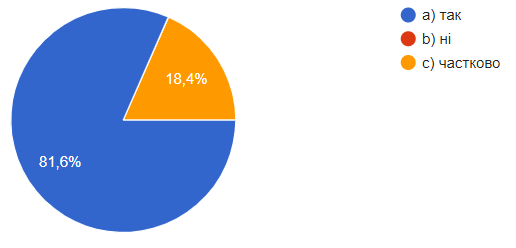 a) так
b) ні
c) частково
18,4%
81,6%